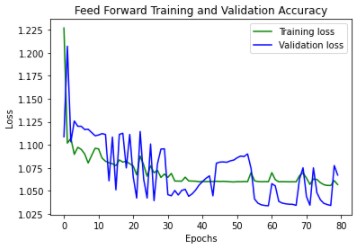 Feed Forward Training and Validation Accuracy
Training loss
Validation loss
Loss
1.225
1.200
1.175
1.150
1.125
1.100
1.075
1.050
1.025
0 10 20 30 40 50 60 70 80
Epochs